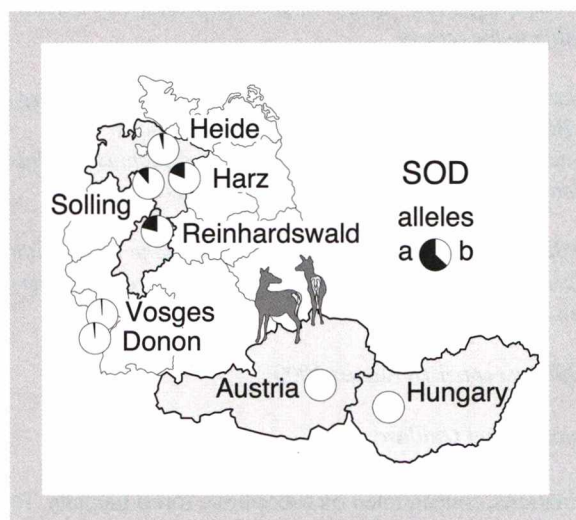 Heide
Harz
Solling
Reinhardswald
Vosges
Donon
SOD
alleles
a b
Austria
Hungary